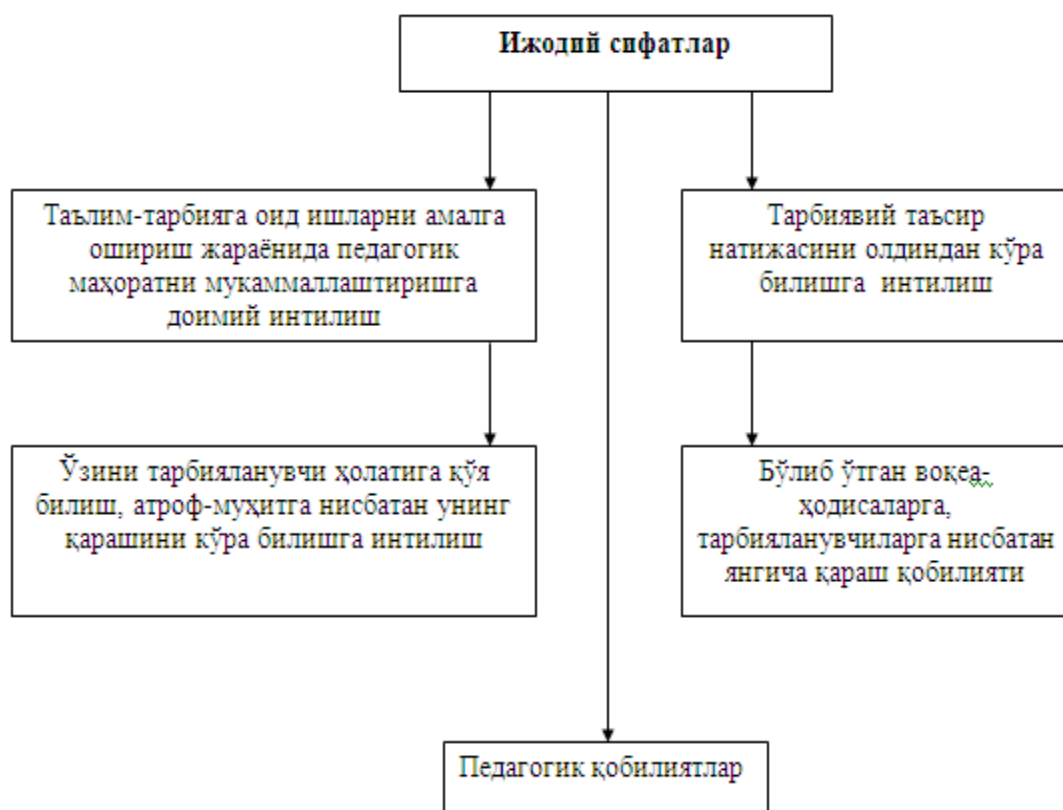 Ижодий сифатлар
Таълим-тарбияга оид ишларни амалга
ошириш жараёнида педагогик
маҳоратни мукаммаллаштиришга
доимий интилиш
Тарбиявий таъсир
натижасини олдиндан кўра
билишга интилиш
Ўзини тарбияланувчи ҳолатига қўя
билиш, атроф-муҳитга нисбатан унинг
қарашини кўра билишга интилиш
Бўлиб ўтган воқеа-
ҳодисаларга,
тарбияланувчиларга нисбатан
янгича қараш қобилияти
Педагогик қобилиятлар